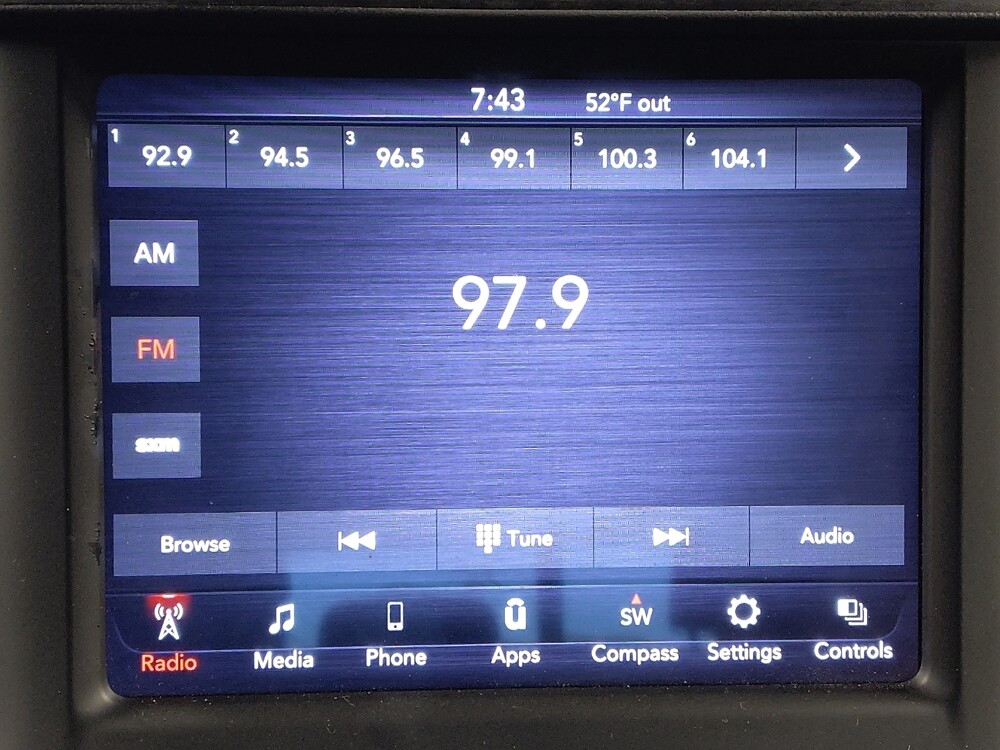 7:43 52°F out
1 92.9 2 94.5 3 96.5 4 99.1 5 100.3 6 104.1
AM
97.9
FM
sxm
Browse Tune Audio
SW
Radio Media Phone Apps Compass Settings Controls